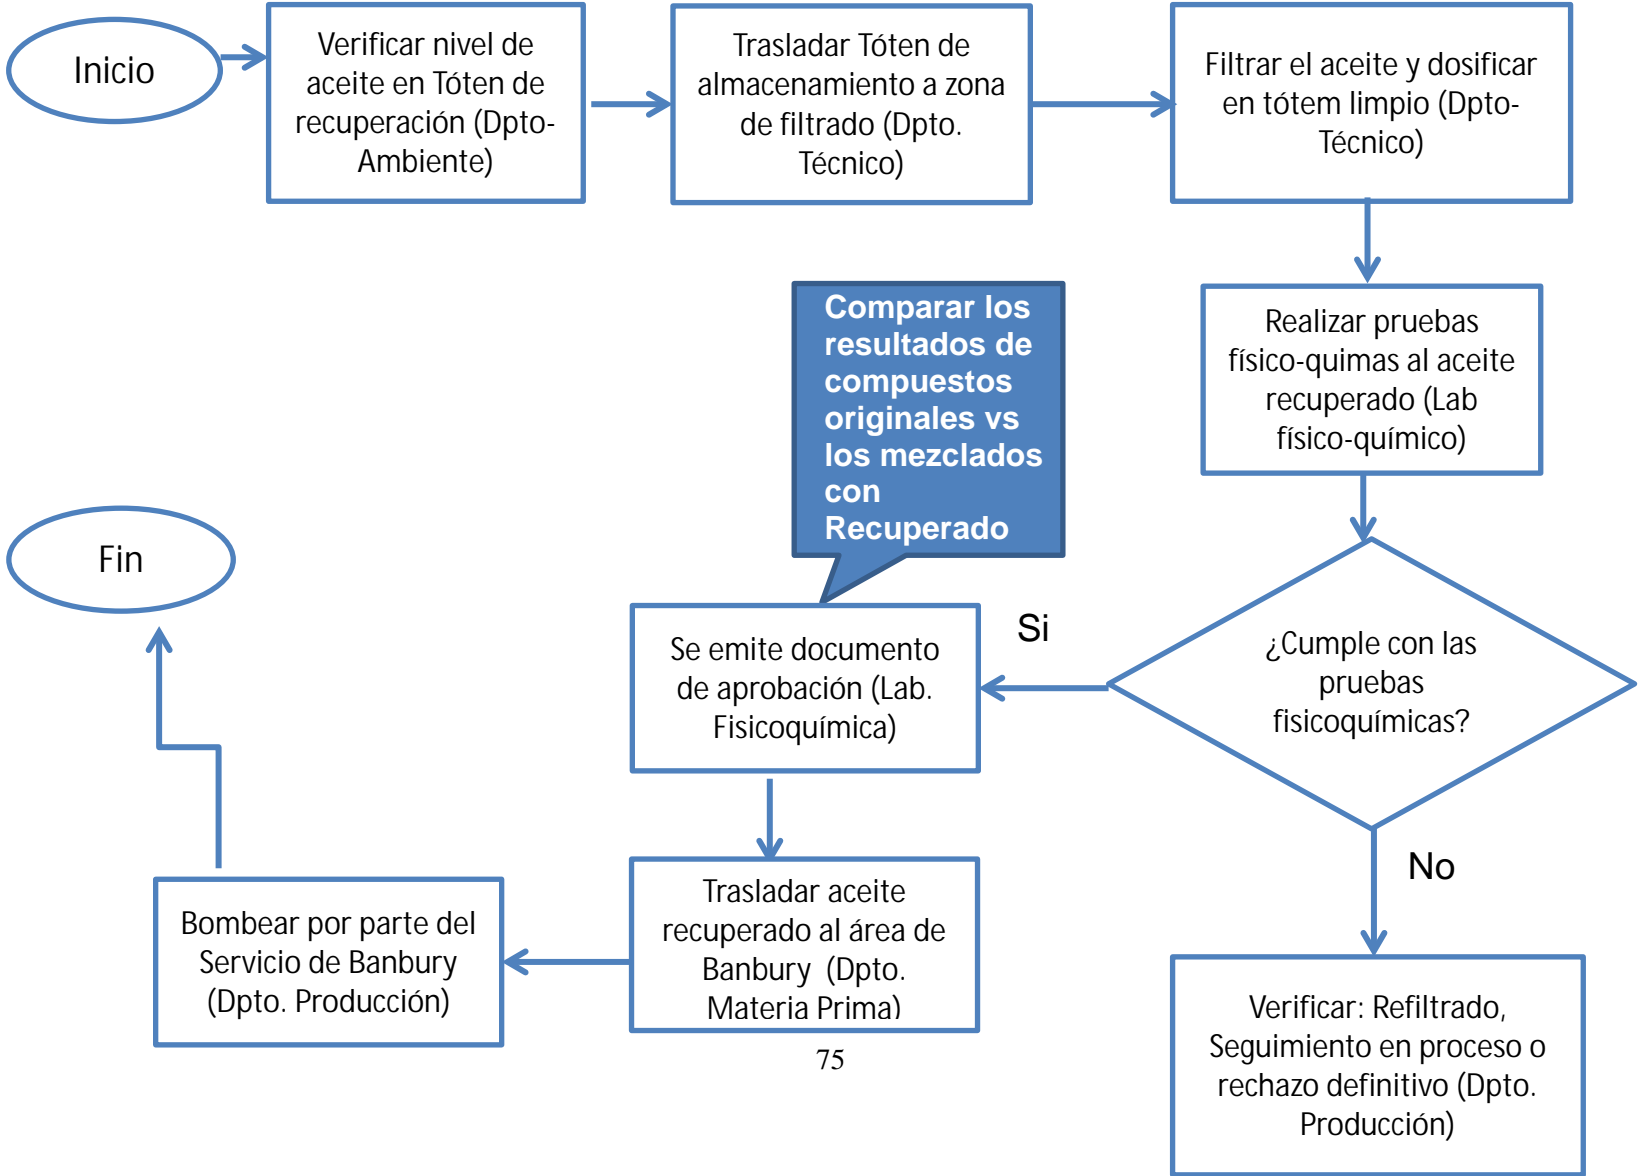 Inicio
Verificar nivel de
aceite en Tóten de
recuperación (Dpto-
Ambiente)
Trasladar Tóten de
almacenamiento a zona
de filtrado (Dpto.
Técnico)
Filtrar el aceite y dosificar
en tótem limpio (Dpto-
Técnico)
Realizar pruebas
físico-quimas al aceite
recuperado (Lab
físico-químico)
Comparar los
resultados de
compuestos
originales vs
los mezclados
con
Recuperado
¿Cumple con las
pruebas
fisicoquímicas?
Si
No
Se emite documento
de aprobación (Lab.
Fisicoquímica)
Trasladar aceite
recuperado al área de
Banbury (Dpto.
Materia Prima)
Bombear por parte del
Servicio de Banbury
(Dpto. Producción)
Fin
Verificar: Refiltrado,
Seguimiento en proceso o
rechazo definitivo (Dpto.
Producción)
75